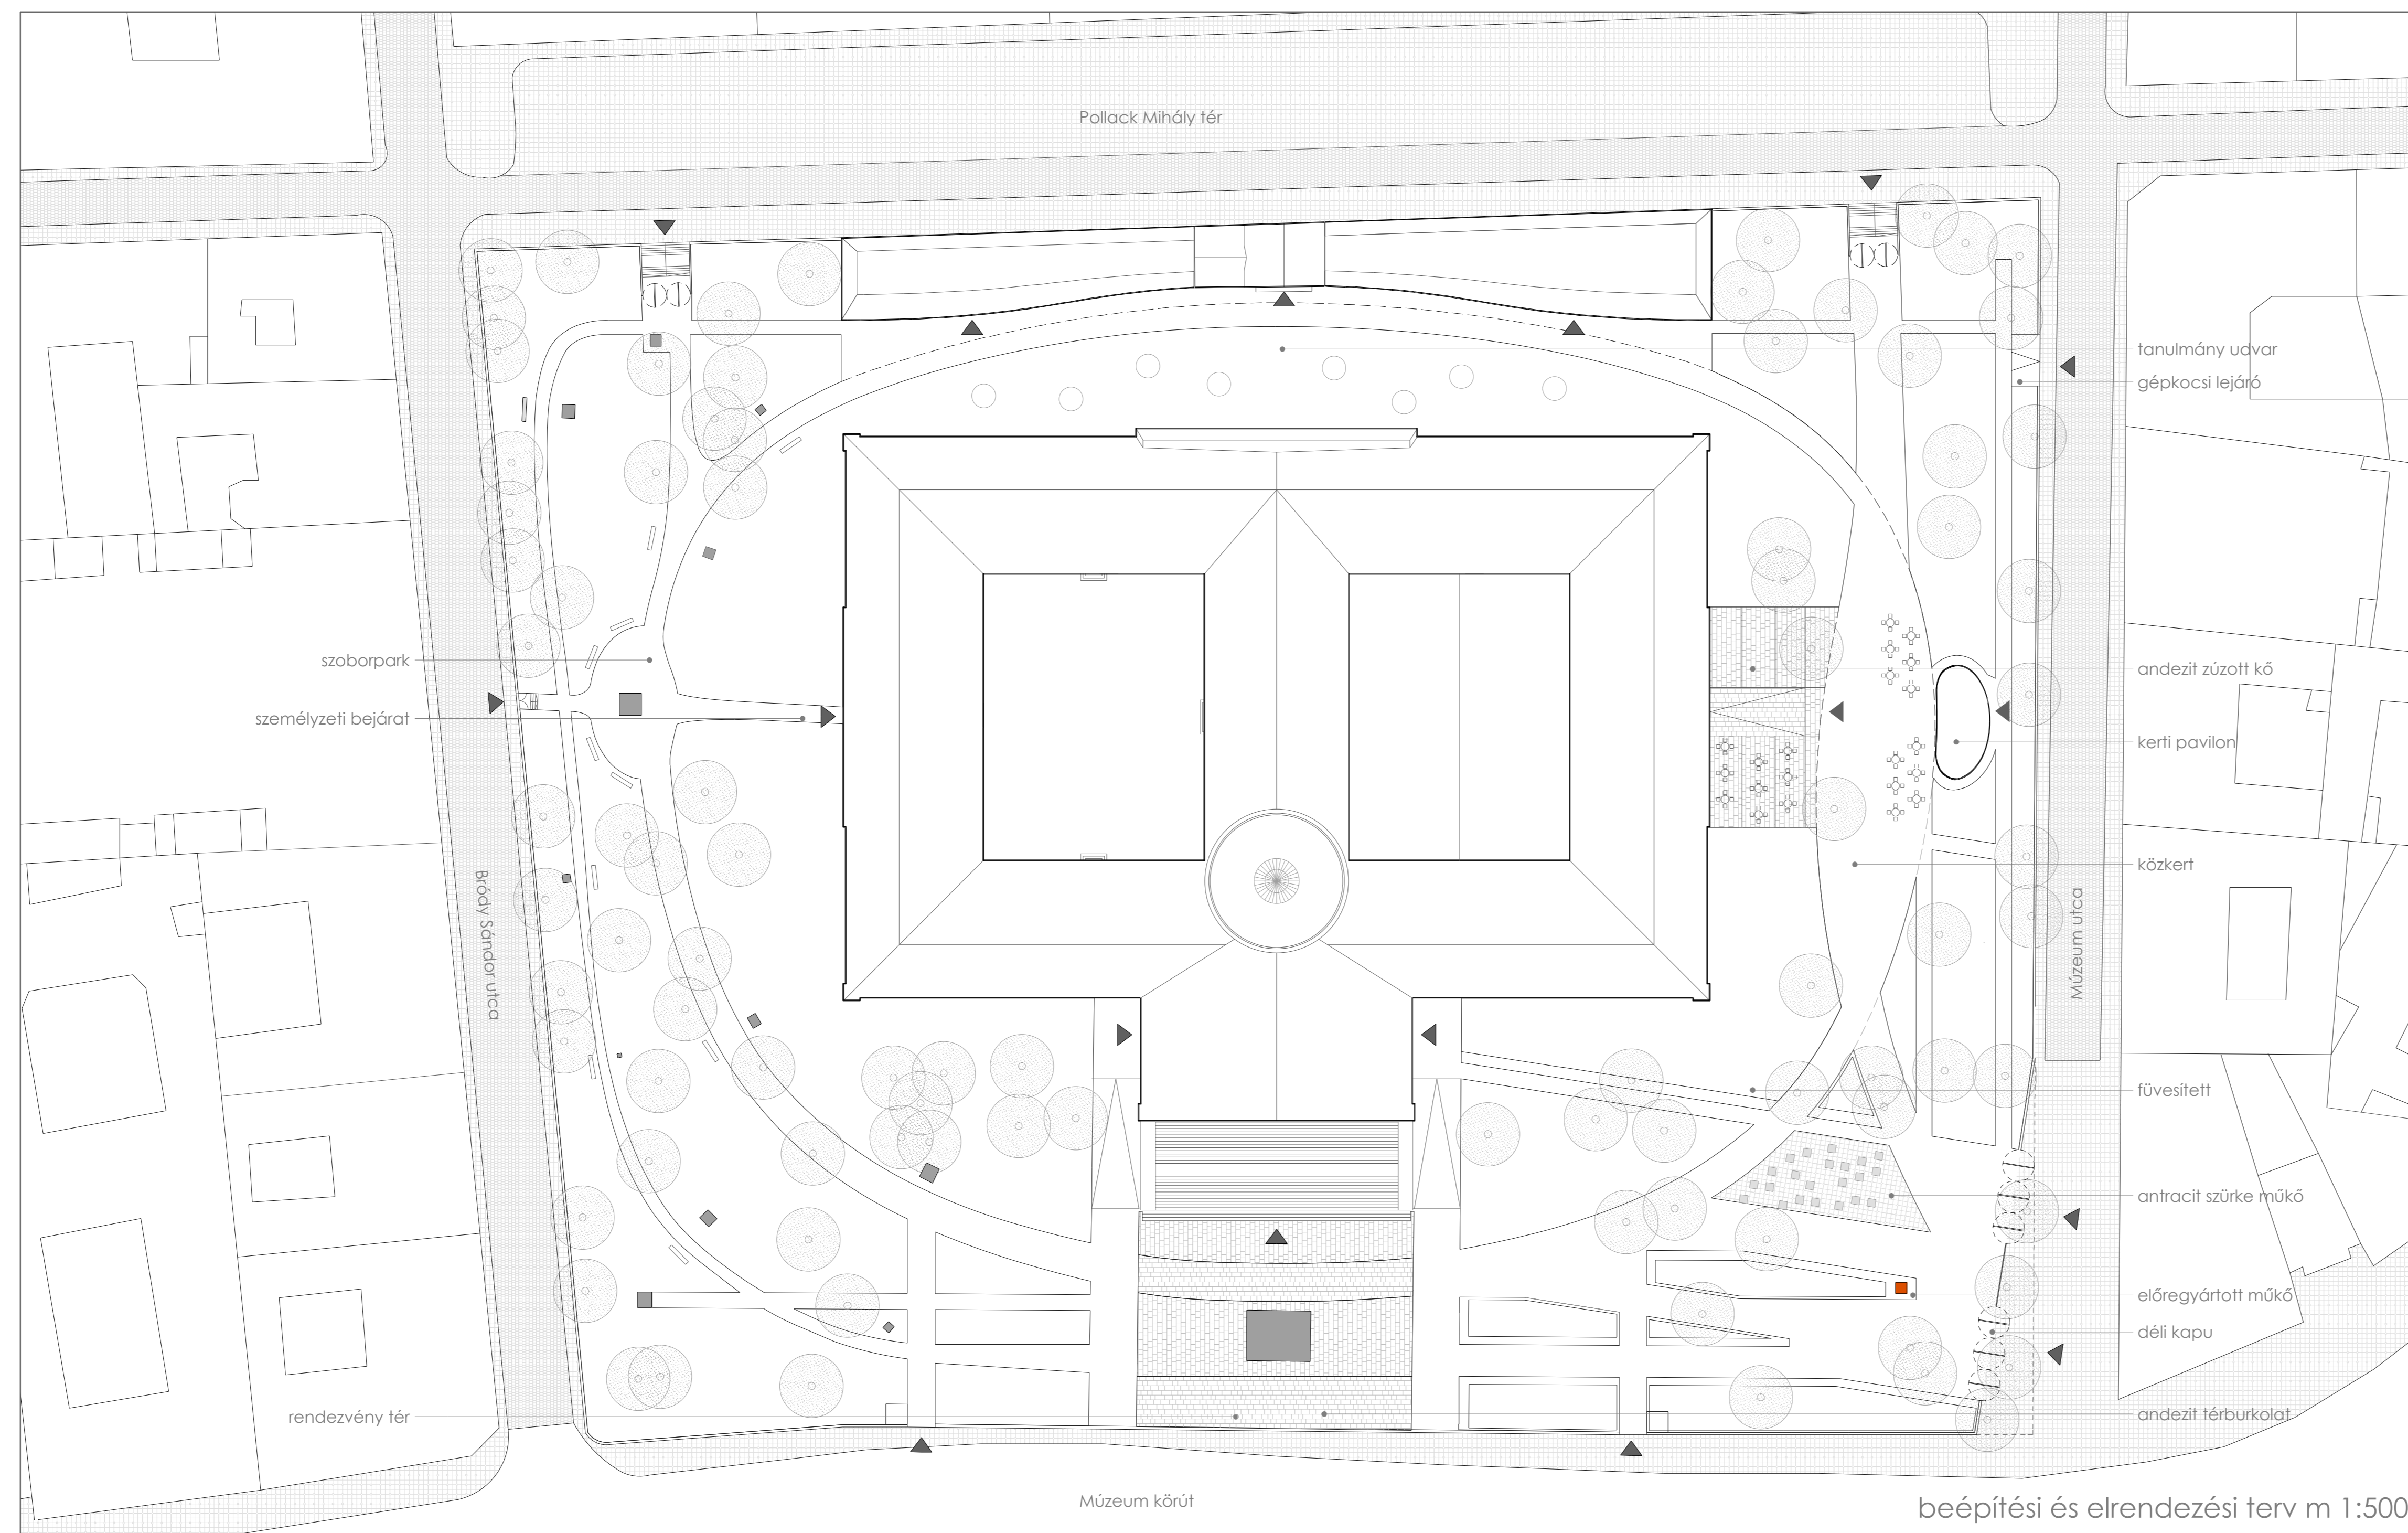 Pollack Mihály tér
tanulmány udvar
gépkocsi lejáró
szoborpark
személyzeti bejárat
andezit zúzott kő
kerti pavilon
közkert
Bródy Sándor utca
Múzeum utca
füvesített
antracit szürke műkő
előregyártott műkő
déli kapu
rendezvény tér
andezit térburkolat
Múzeum körút
beépítési és elrendezési terv m 1:500